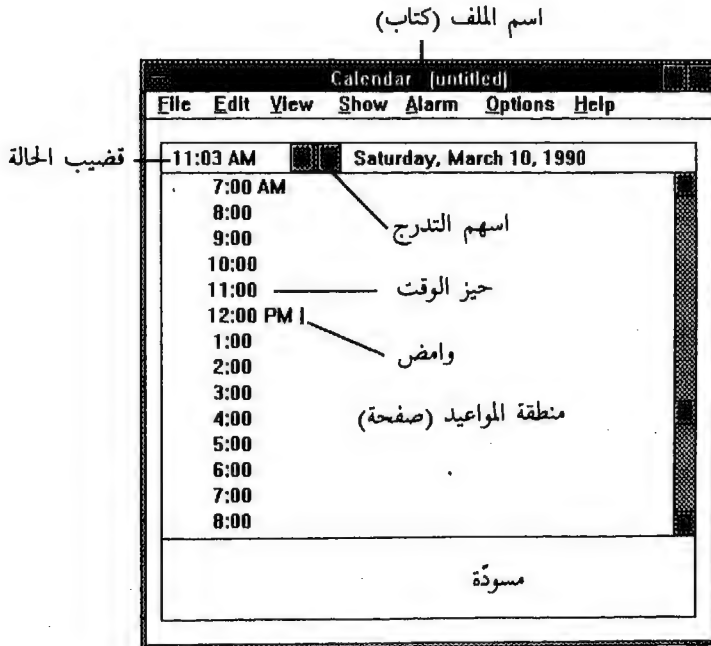 اسم الملف (كتاب)
Calendar (untitled)
File Edit View Show Alarm Options Help
قضيب الحالة
11:03 AM Saturday, March 10, 1990
7:00 AM
8:00
اسهم التدرج
9:00
10:00
حيز الوقت
11:00
12:00 PM
1:00
وامض
2:00
3:00
منطقة المواعيد (صفحة)
4:00
5:00
6:00
7:00
8:00
مسودّة